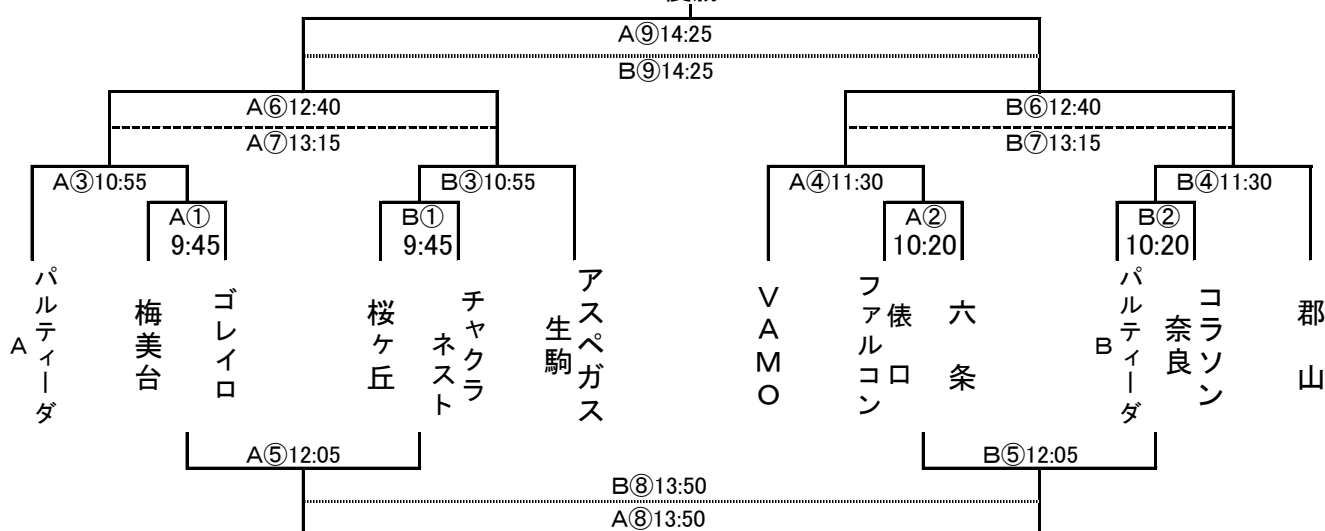 A⑨14:25
B⑨14:25
A⑥12:40
B⑥12:40
A⑦13:15
B⑦13:15
A③10:55
B③10:55
A④11:30
B④11:30
A①
9:45
B①
9:45
A②
10:20
B②
10:20
パルティーダ
A
梅美台
ゴレイロ
桜ヶ丘
チャクラ
ネスト
アスペガス
生駒
VAMO
俵口
ファルコン
六条
パルティーダ
B
コラソン
奈良
郡山
A⑤12:05
B⑤12:05
B⑧13:50
A⑧13:50